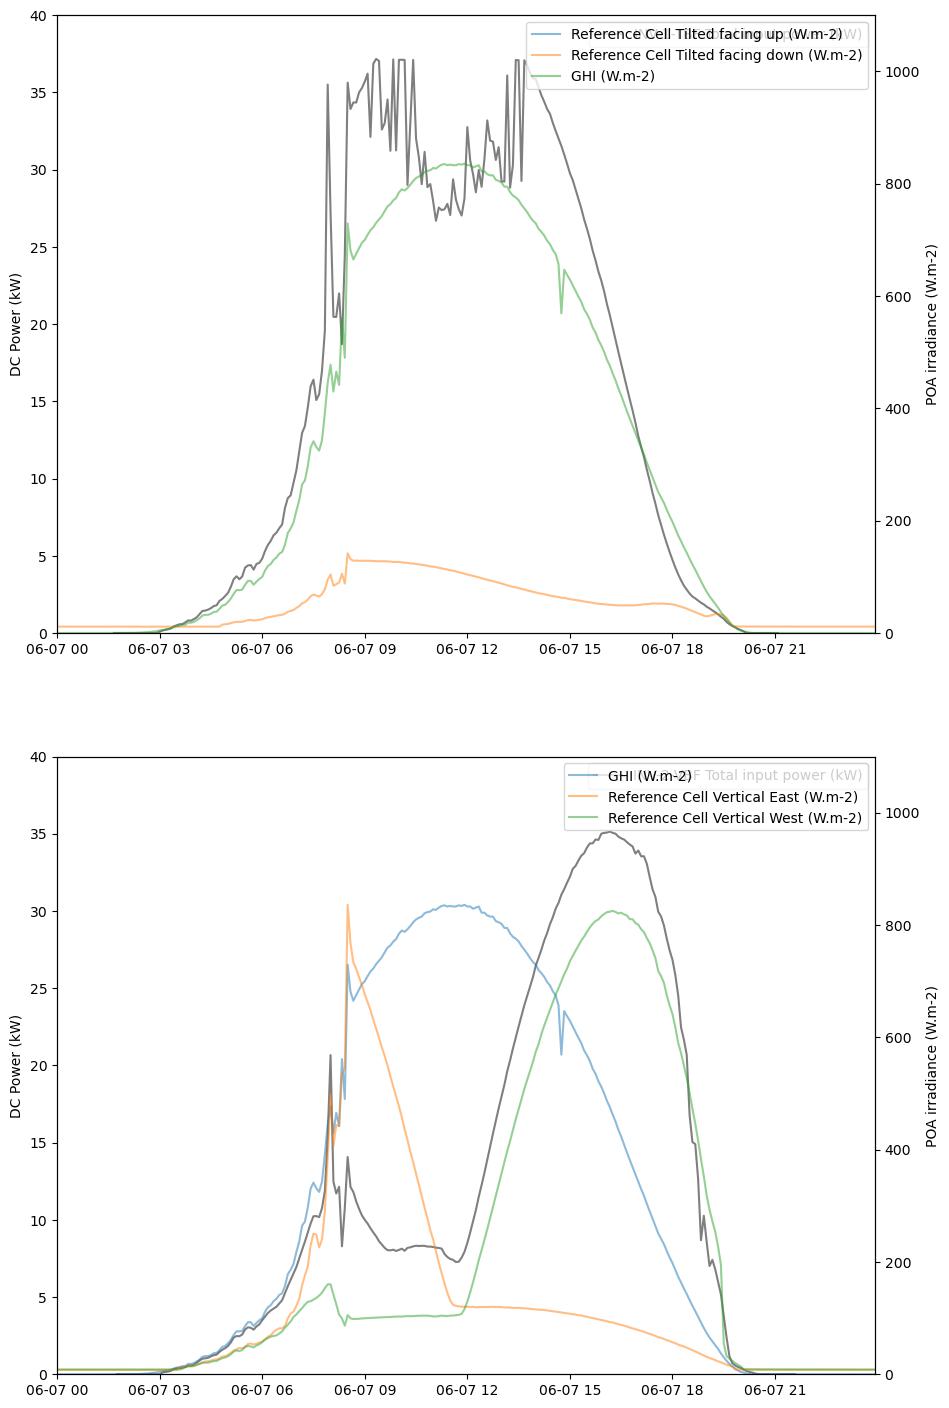 40
35
30
25
20
15
10
5
0
DC Power (kW)
Reference Cell Tilted facing up (W.m-2)
Reference Cell Tilted facing down (W.m-2)
GHI (W.m-2)
1000
800
600
400
200
0
POA irradiance (W.m-2)
06-07 00 06-07 03 06-07 06 06-07 09 06-07 12 06-07 15 06-07 18 06-07 21
40
35
30
25
20
15
10
5
0
DC Power (kW)
GHI (W.m-2) Total input power (kW)
Reference Cell Vertical East (W.m-2)
Reference Cell Vertical West (W.m-2)
1000
800
600
400
200
0
POA irradiance (W.m-2)
06-07 00 06-07 03 06-07 06 06-07 09 06-07 12 06-07 15 06-07 18 06-07 21